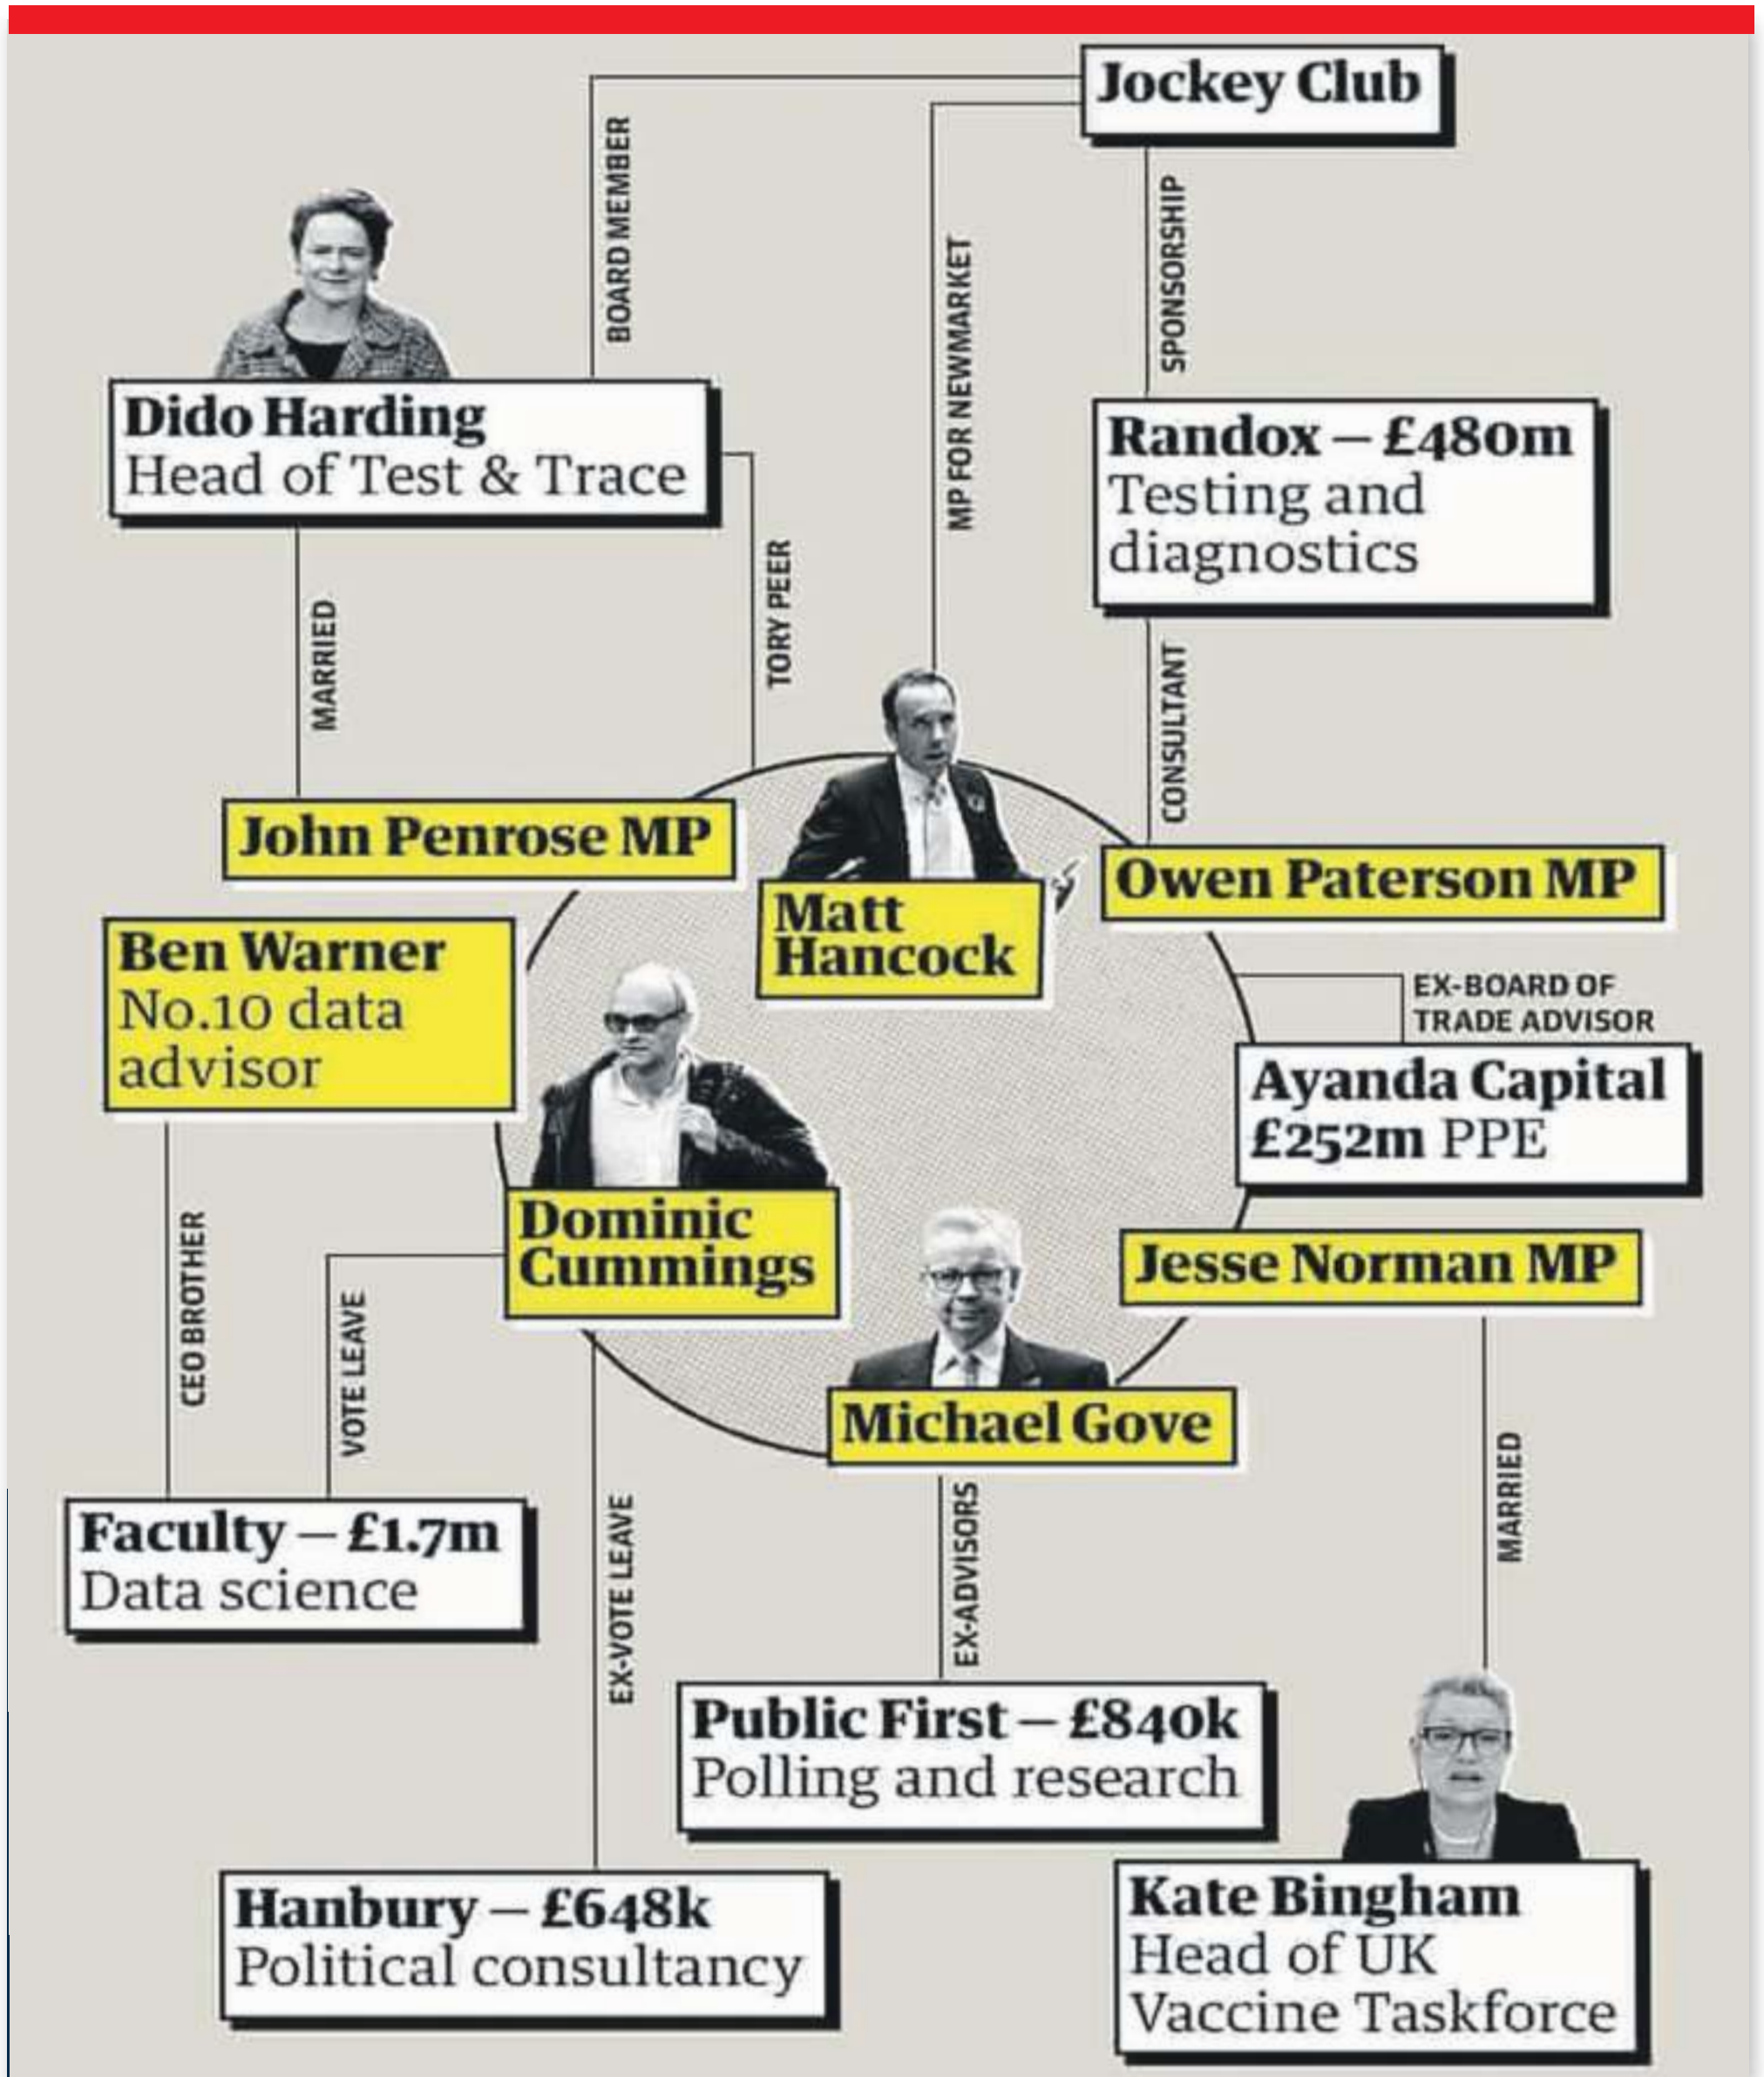 Jockey Club
BOARD MEMBER
MP FOR NEWMARKET
SPONSORSHIP
Dido Harding
Head of Test & Trace
Randox – £480m
Testing and
diagnostics
MARRIED
TORY PEER
CONSULTANT
John Penrose MP
Matt
Hancock
Owen Paterson MP
Ben Warner
No.10 data
advisor
EX-BOARD OF
TRADE ADVISOR
Ayanda Capital
£252m PPE
Dominic
Cummings
Jesse Norman MP
CEO BROTHER
VOTE LEAVE
Michael Gove
MARRIED
Faculty – £1.7m
Data science
EX-VOTE LEAVE
EX-ADVISORS
Public First – £840k
Polling and research
Hanbury – £648k
Political consultancy
Kate Bingham
Head of UK
Vaccine Taskforce